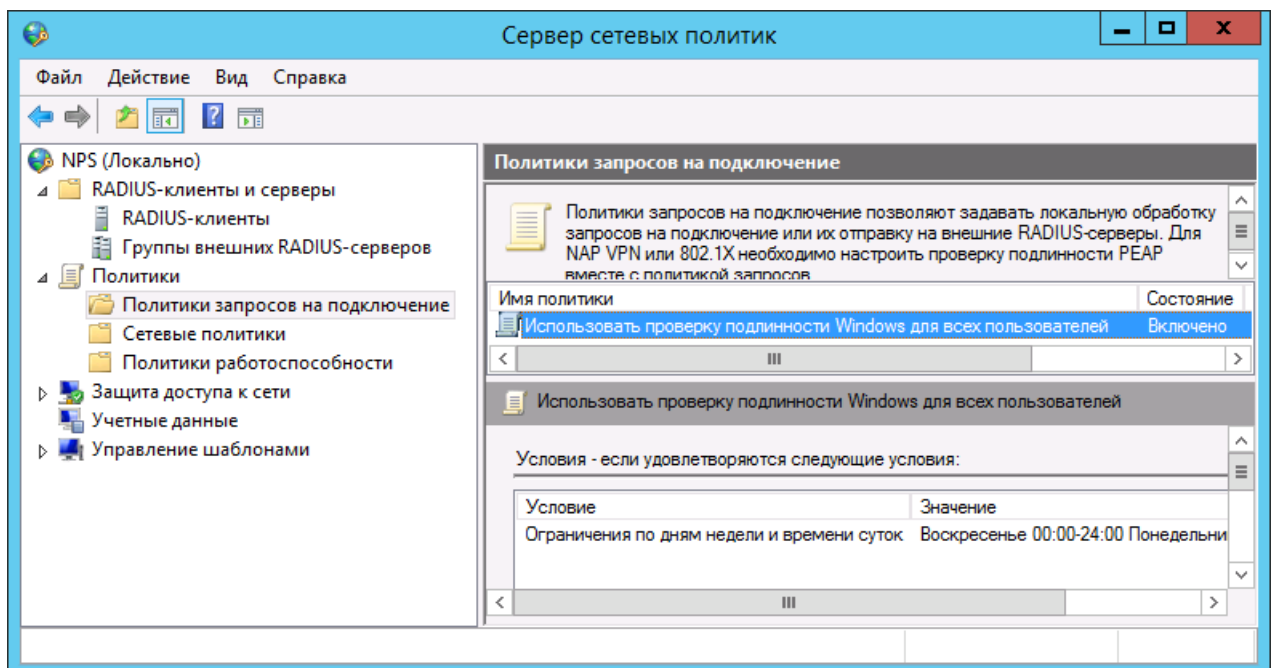 Сервер сетевых политик
Файл Действие Вид Справка
NPS (Локально)
RADIUS-клиенты и серверы
RADIUS-клиенты
Группы внешних RADIUS-серверов
Политики
Политики запросов на подключение
Сетевые политики
Политики работоспособности
Защита доступа к сети
Учетные данные
Управление шаблонами
Политики запросов на подключение
Политики запросов на подключение позволяют задавать локальную обработку
запросов на подключение или их отправку на внешние RADIUS-серверы. Для
NAP VPN или 802.1X необходимо настроить проверку подлинности PEAP
вместе с политикой запросов
Имя политики Состояние
Использовать проверку подлинности Windows для всех пользователей Включено
Использовать проверку подлинности Windows для всех пользователей
Условия - если удовлетворяются следующие условия:
Условие Значение
Ограничения по дням недели и времени суток Воскресенье 00:00-24:00 Понедельни